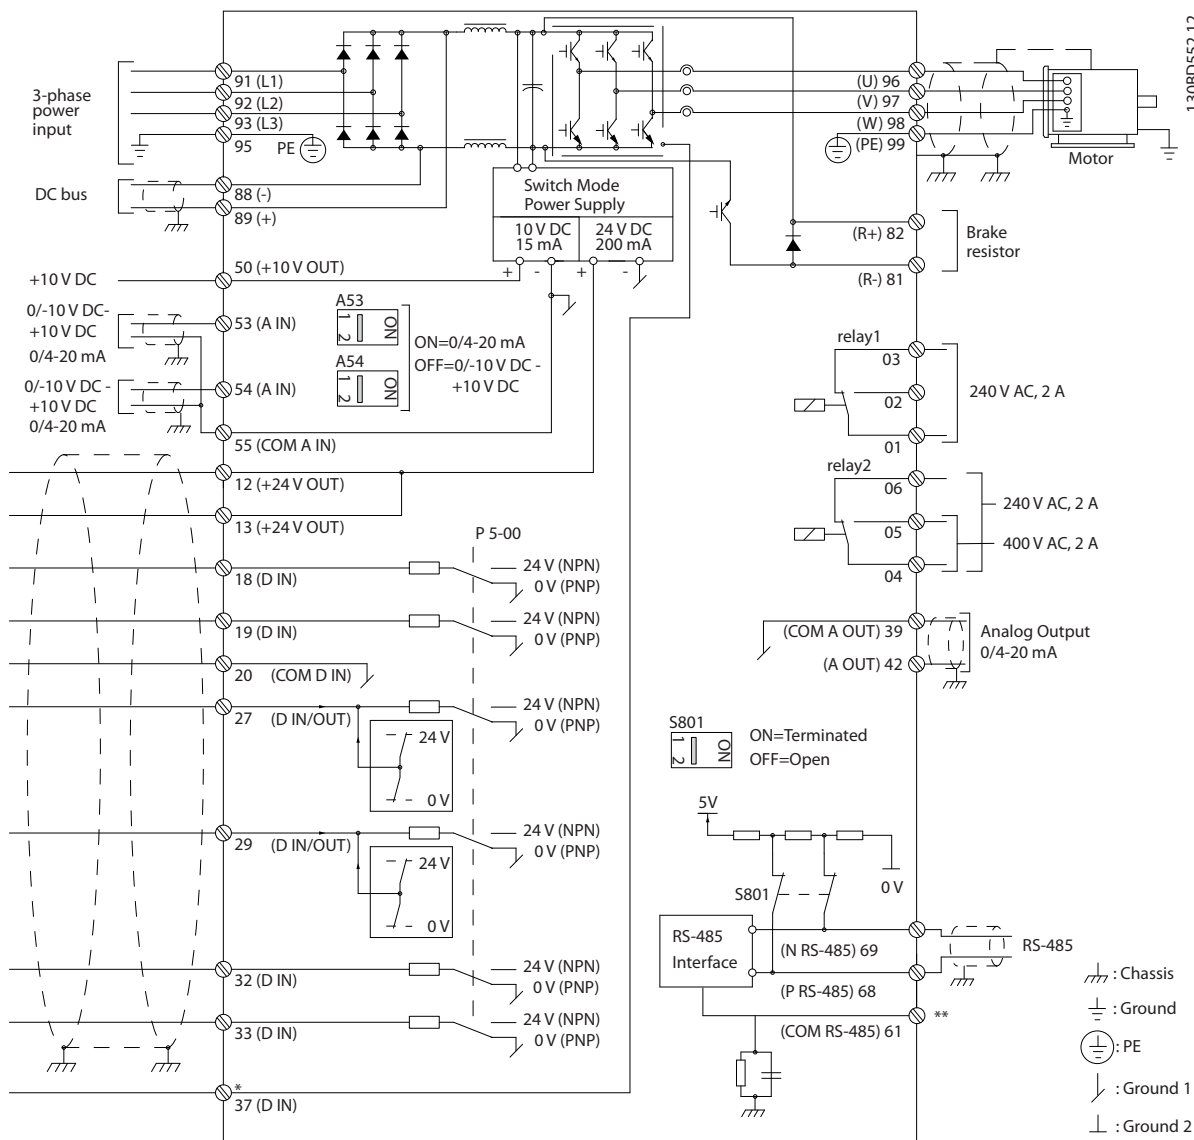 130BD552.12
3-phase
power
input
91 (L1)
92 (L2)
93 (L3)
95
PE
DC bus
88 (-)
89 (+)
Switch Mode
Power Supply
10 V DC
15 mA
24 V DC
200 mA
+
-
+
-
(U) 96
(V) 97
(W) 98
(PE) 99
Motor
(R+) 82
(R-) 81
Brake
resistor
+10 V DC
50 (+10 V OUT)
0/-10 V DC-
+10 V DC
0/4-20 mA
53 (A IN)
0/-10 V DC -
+10 V DC
0/4-20 mA
54 (A IN)
55 (COM A IN)
A53
1
2
ON
A54
1
2
ON
ON=0/4-20 mA
OFF=0/-10 V DC -
+10 V DC
relay1
03
02
01
240 V AC, 2 A
relay2
06
05
04
240 V AC, 2 A
400 V AC, 2 A
12 (+24 V OUT)
13 (+24 V OUT)
P 5-00
18 (D IN)
24 V (NPN)
0 V (PNP)
19 (D IN)
24 V (NPN)
0 V (PNP)
20 (COM D IN)
27 (D IN/OUT)
24 V (NPN)
0 V (PNP)
24 V
0 V
29 (D IN/OUT)
24 V (NPN)
0 V (PNP)
24 V
0 V
32 (D IN)
24 V (NPN)
0 V (PNP)
33 (D IN)
24 V (NPN)
0 V (PNP)
*
37 (D IN)
(COM A OUT) 39
(A OUT) 42
Analog Output
0/4-20 mA
S801
1
2
ON
ON=Terminated
OFF=Open
5V
0 V
S801
RS-485
Interface
(N RS-485) 69
(P RS-485) 68
(COM RS-485) 61
**
RS-485
: Chassis
: Ground
: PE
: Ground 1
: Ground 2